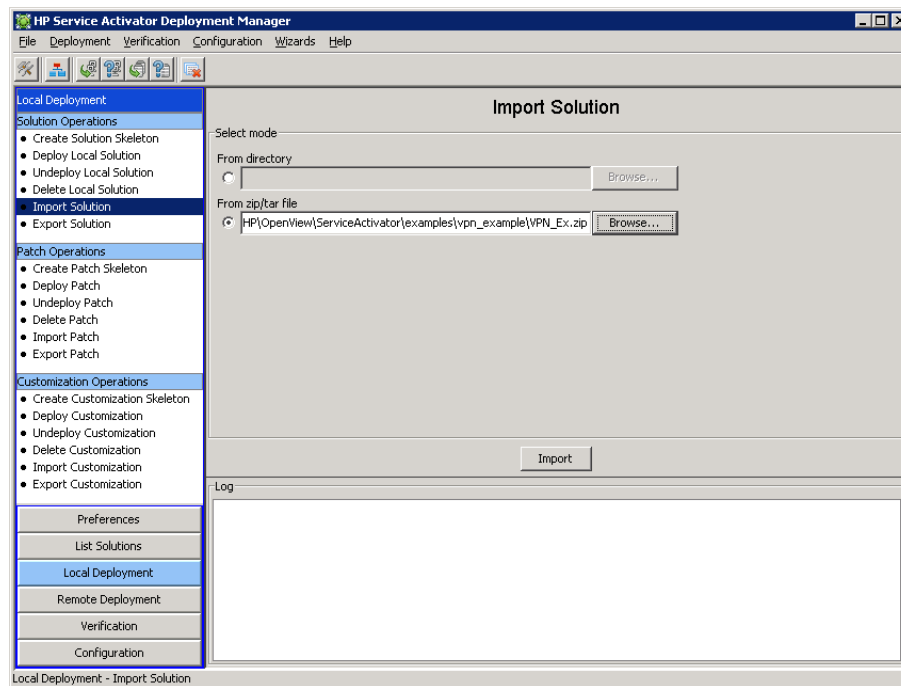 HP Service Activator Deployment Manager
File Deployment Verification Configuration Wizards Help
Local Deployment
Solution Operations
Create Solution Skeleton
Deploy Local Solution
Undeploy Local Solution
Delete Local Solution
Import Solution
Export Solution
Patch Operations
Create Patch Skeleton
Deploy Patch
Undeploy Patch
Delete Patch
Import Patch
Export Patch
Customization Operations
Create Customization Skeleton
Deploy Customization
Undeploy Customization
Delete Customization
Import Customization
Export Customization
Preferences
List Solutions
Local Deployment
Remote Deployment
Verification
Configuration
Import Solution
Select mode
From directory
Browse...
From zip/tar file
HP\OpenView\ServiceActivator\examples\vpn_example\VPN_Ex.zip Browse...
Import
Log
Local Deployment - Import Solution